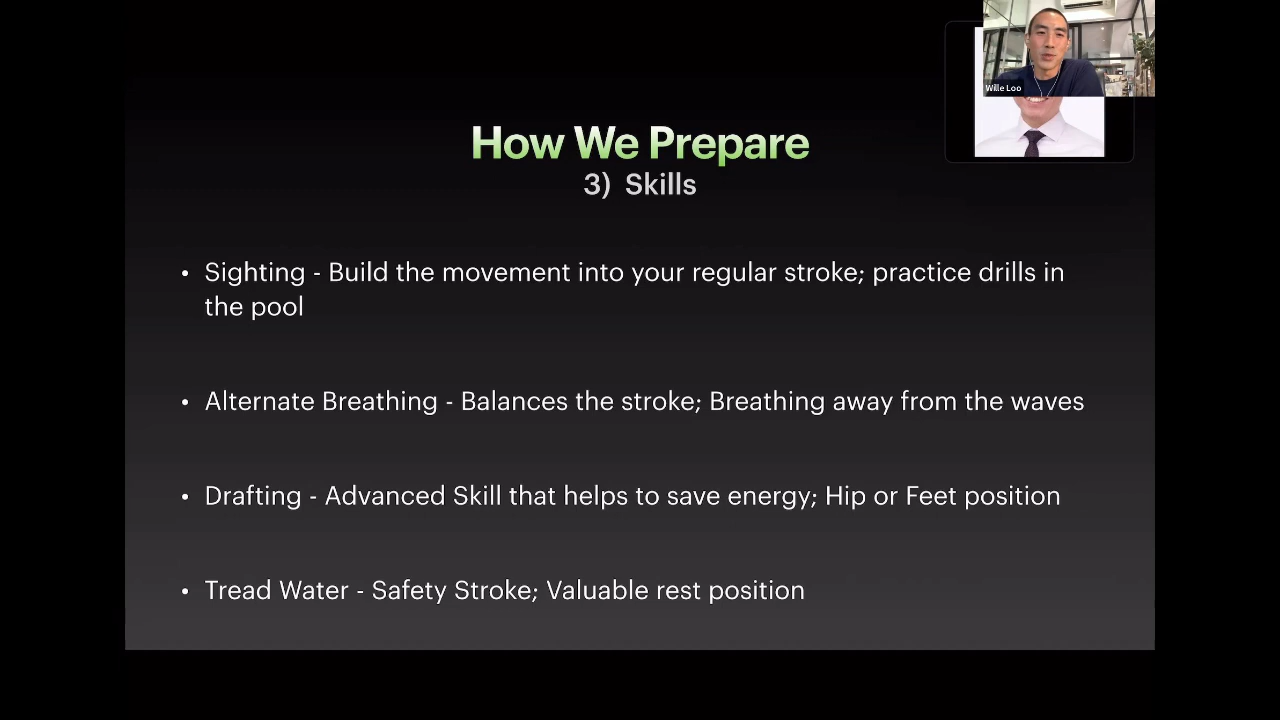 Wille Loo
How We Prepare
3) Skills
• Sighting - Build the movement into your regular stroke; practice drills in
the pool
• Alternate Breathing - Balances the stroke; Breathing away from the waves
• Drafting - Advanced Skill that helps to save energy; Hip or Feet position
• Tread Water - Safety Stroke; Valuable rest position